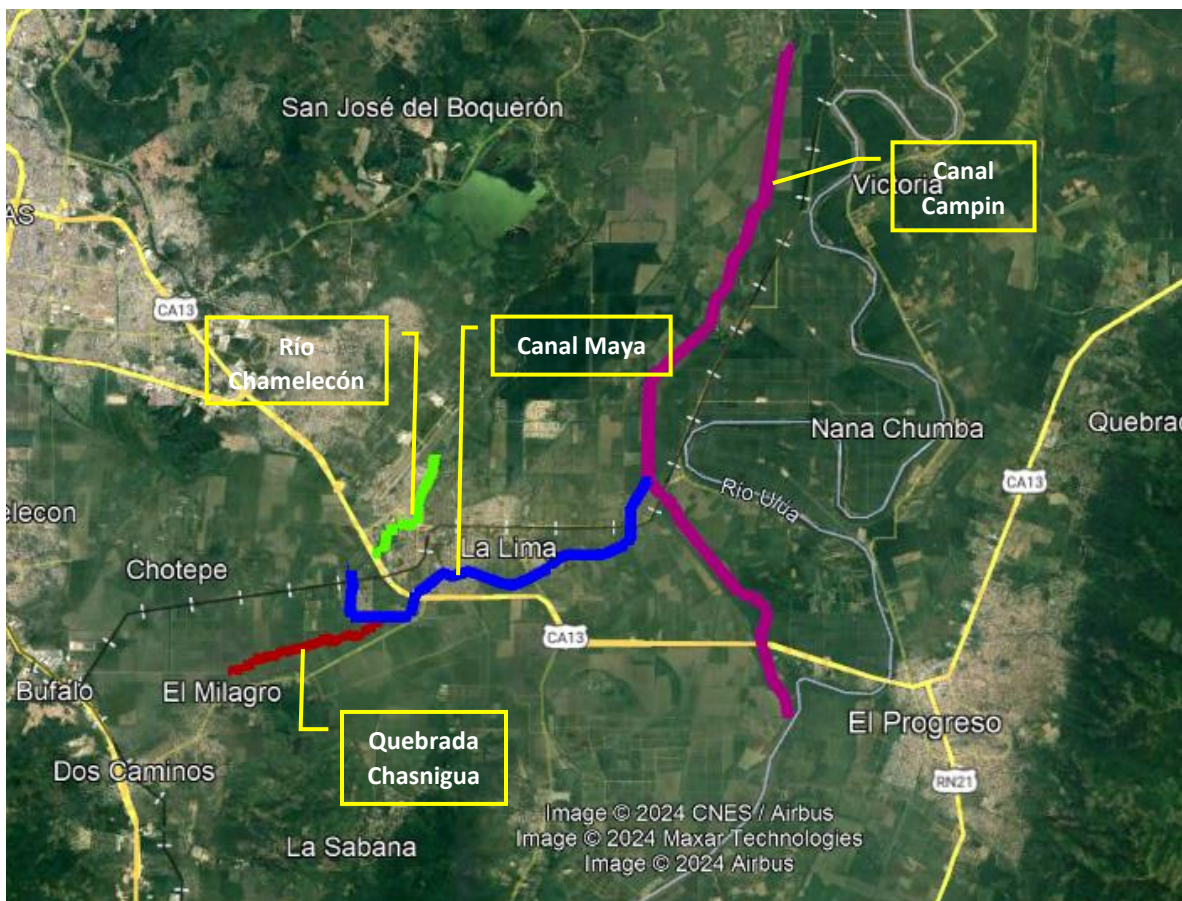 San José del Boquerón
Canal
Campin
Victoria
AS
CA13
Río
Chamelecón
Canal Maya
Nana Chumba
Quebrad
CA13
Río Ulúa
elecon
La Lima
Chotepe
CA13
Bufalo
El Milagro
El Progreso
Quebrada
Chasnigua
Dos Caminos
RN21
La Sabana
Image © 2024 CNES / Airbus
Image © 2024 Maxar Technologies
Image © 2024 Airbus